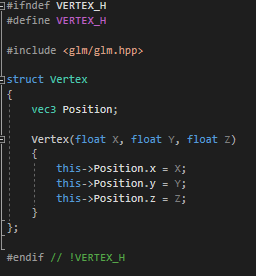 #ifndef VERTEX_H
#define VERTEX_H
#include <glm/glm.hpp>
struct Vertex
{
vec3 Position;
Vertex(float X, float Y, float Z)
{
this->Position.x = X;
this->Position.y = Y;
this->Position.z = Z;
}
};
#endif // !VERTEX_H